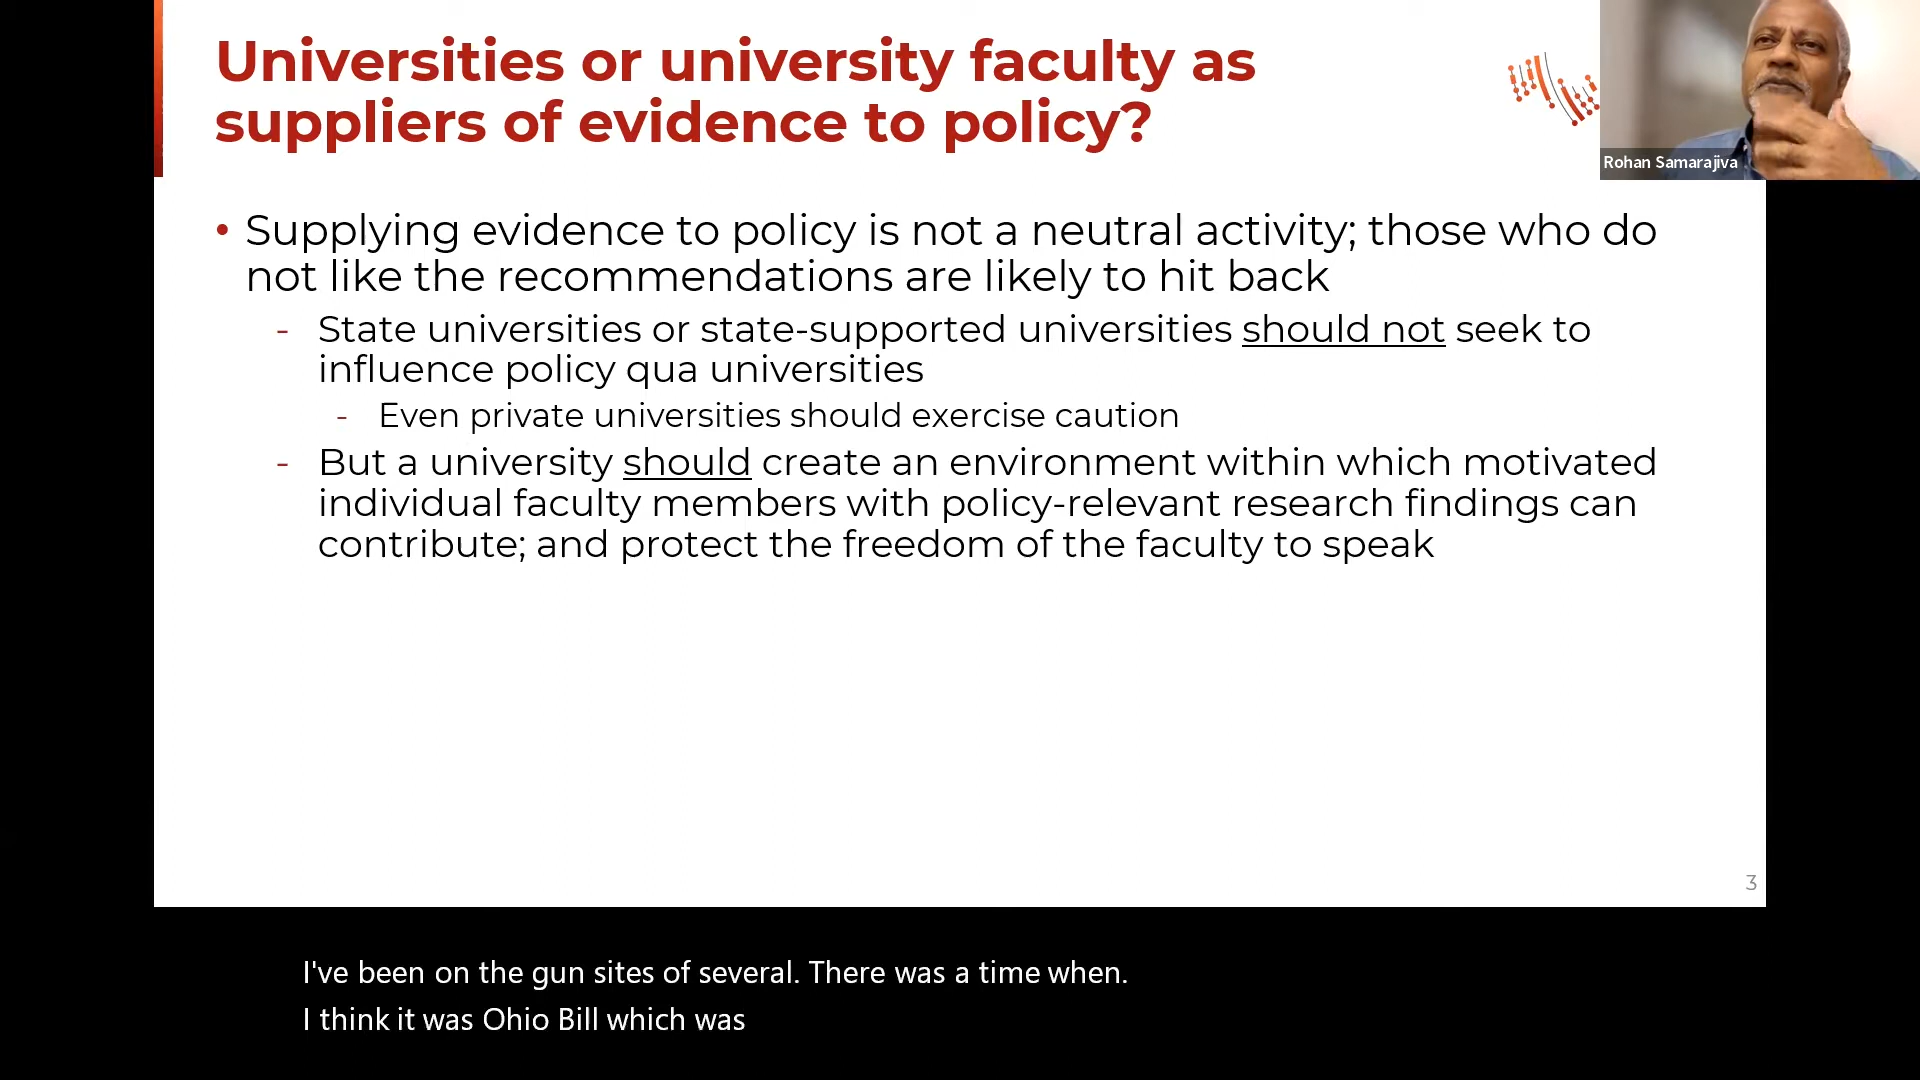 Universities or university faculty as
suppliers of evidence to policy?
Rohan Samarajiva
• Supplying evidence to policy is not a neutral activity; those who do
not like the recommendations are likely to hit back
- State universities or state-supported universities should not seek to
influence policy qua universities
- Even private universities should exercise caution
- But a university should create an environment within which motivated
individual faculty members with policy-relevant research findings can
contribute; and protect the freedom of the faculty to speak
3
I've been on the gun sites of several. There was a time when.
I think it was Ohio Bill which was